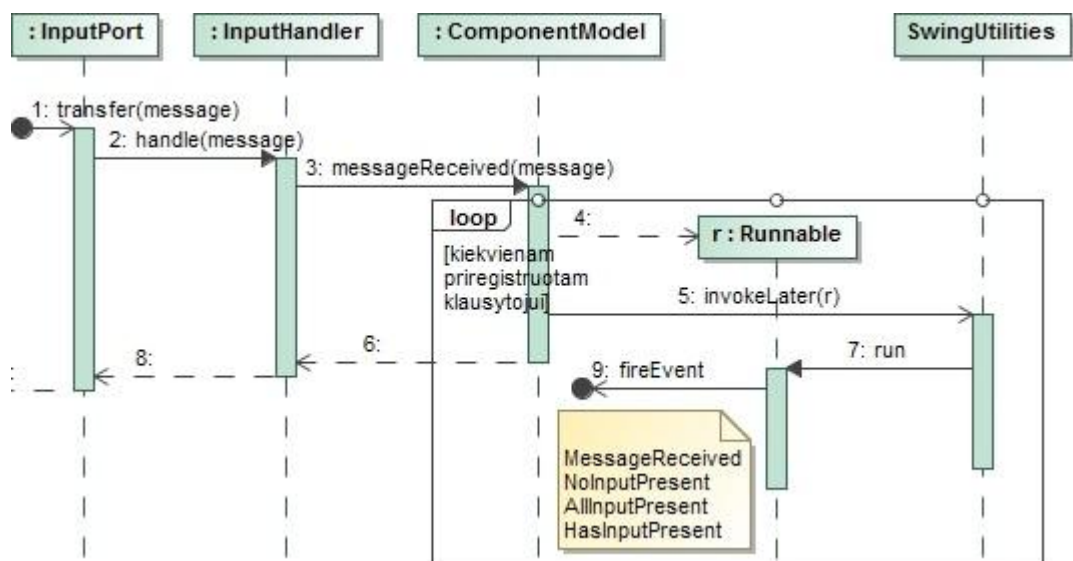 : InputPort
: InputHandler
: ComponentModel
SwingUtilities
1: transfer(message)
2: handle(message)
3: messageReceived(message)
loop
4:
r : Runnable
[kiekvienam
priregistruotam
klausytojui]
5: invokeLater(r)
6:
7: run
8:
9: fireEvent
MessageReceived
NoInputPresent
AllInputPresent
HasInputPresent